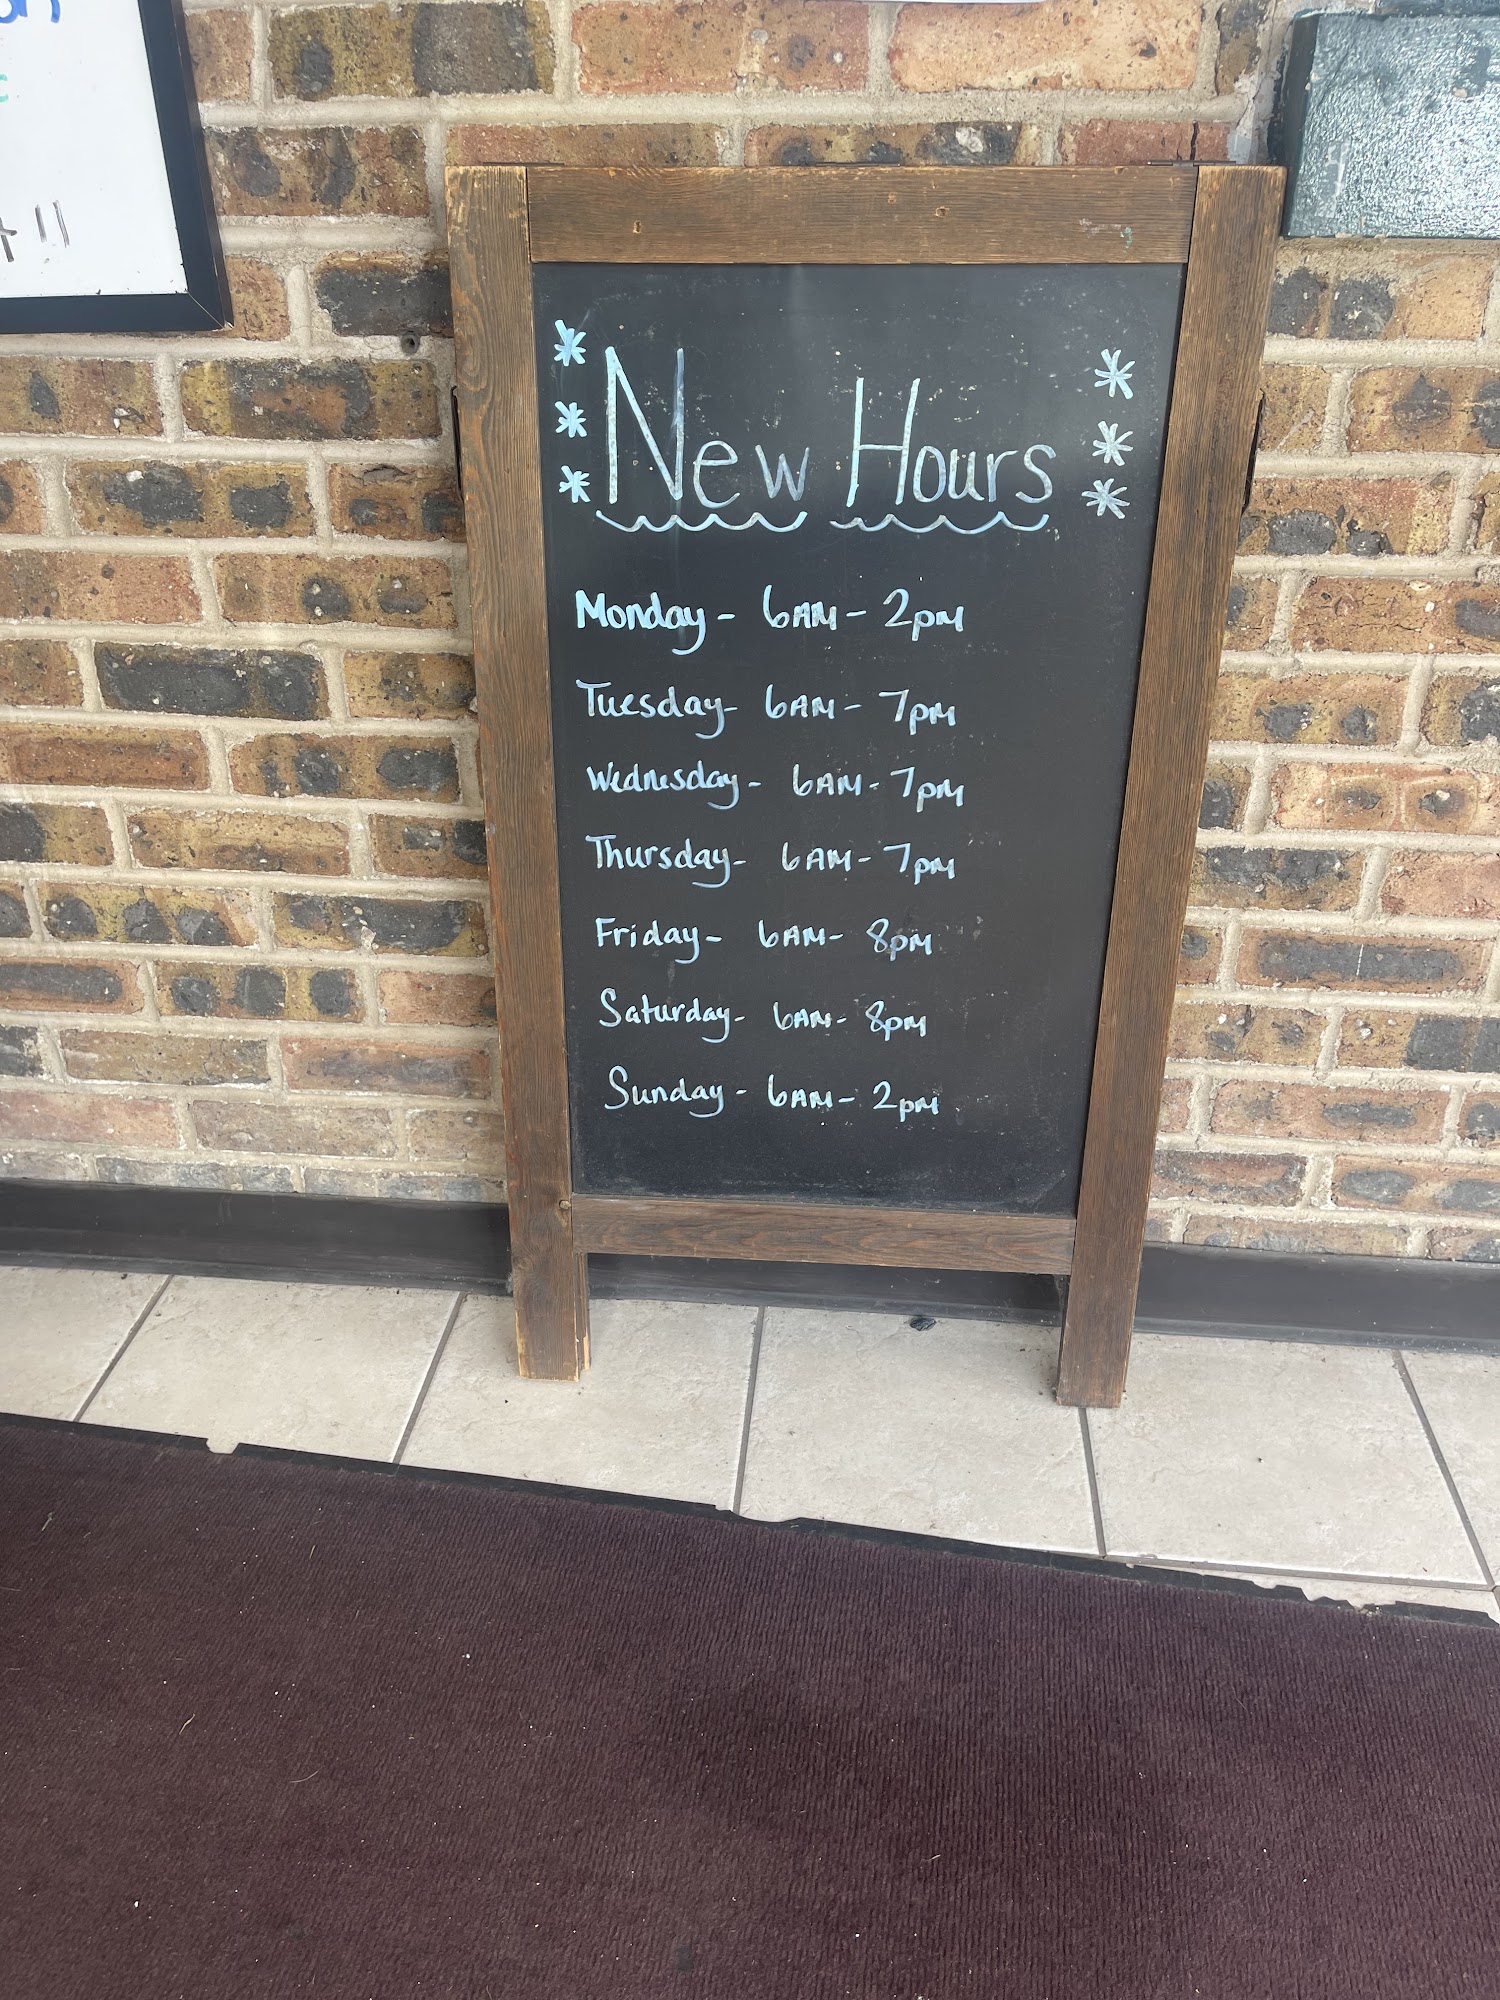 * New Hours *
*
*
*
*
Monday - 6AM - 2PM
Tuesday - 6AM - 7PM
Wednesday - 6AM - 7PM
Thursday - 6AM - 7PM
Friday - 6AM - 8PM
Saturday - 6AM - 8PM
Sunday - 6AM - 2PM